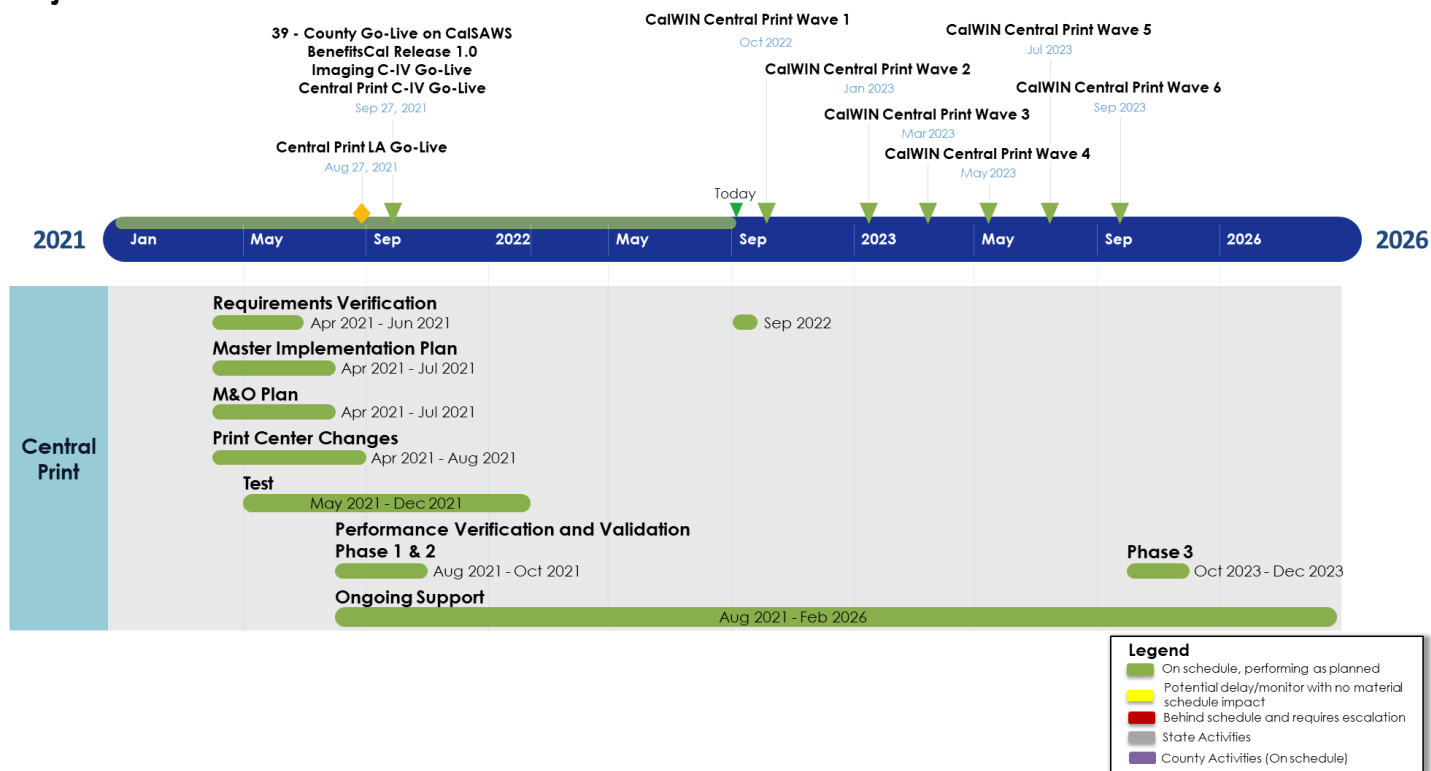 39 - County Go-Live on CalSAWS
BenefitsCal Release 1.0
Imaging C-IV Go-Live
Central Print C-IV Go-Live
Sep 27, 2021
Central Print LA Go-Live
Aug 27, 2021
CalWIN Central Print Wave 1
Oct 2022
CalWIN Central Print Wave 2
Jan 2023
CalWIN Central Print Wave 3
Mar 2023
CalWIN Central Print Wave 4
May 2023
CalWIN Central Print Wave 5
Jul 2023
CalWIN Central Print Wave 6
Sep 2023
Today
2021
Jan May Sep 2022 May Sep 2023 May Sep 2026
2026
Central
Print
Requirements Verification
Apr 2021 - Jun 2021
Sep 2022
Master Implementation Plan
Apr 2021 - Jul 2021
M&O Plan
Apr 2021 - Jul 2021
Print Center Changes
Apr 2021 - Aug 2021
Test
May 2021 - Dec 2021
Performance Verification and Validation
Phase 1 & 2
Aug 2021 - Oct 2021
Phase 3
Oct 2023 - Dec 2023
Ongoing Support
Aug 2021 - Feb 2026
Legend
On schedule, performing as planned
Potential delay/monitor with no material
schedule impact
Behind schedule and requires escalation
State Activities
County Activities (On schedule)